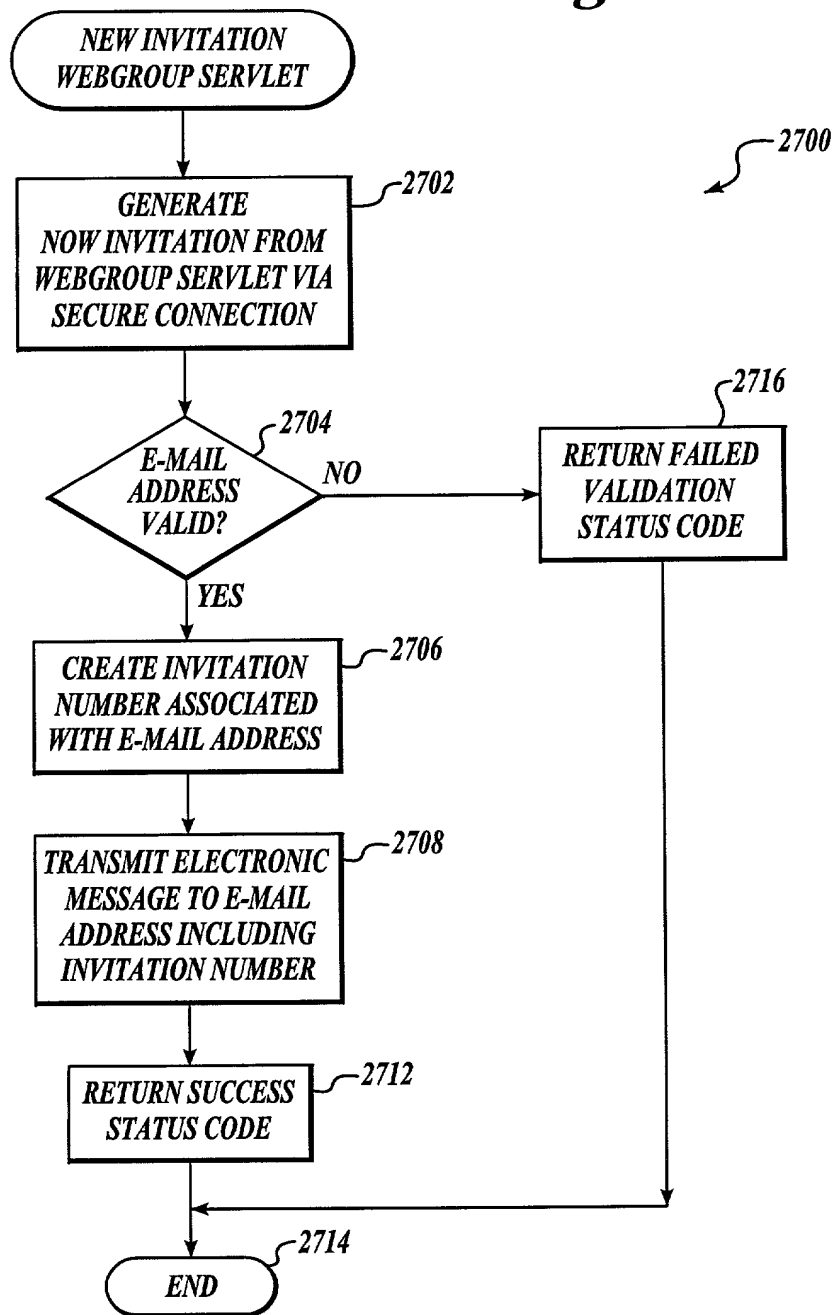 NEW INVITATION
WEBGROUP SERVLET
2700
2702
GENERATE
NOW INVITATION FROM
WEBGROUP SERVLET VIA
SECURE CONNECTION
2704
E-MAIL
ADDRESS
VALID?
NO
2716
RETURN FAILED
VALIDATION
STATUS CODE
YES
2706
CREATE INVITATION
NUMBER ASSOCIATED
WITH E-MAIL ADDRESS
2708
TRANSMIT ELECTRONIC
MESSAGE TO E-MAIL
ADDRESS INCLUDING
INVITATION NUMBER
2712
RETURN SUCCESS
STATUS CODE
2714
END